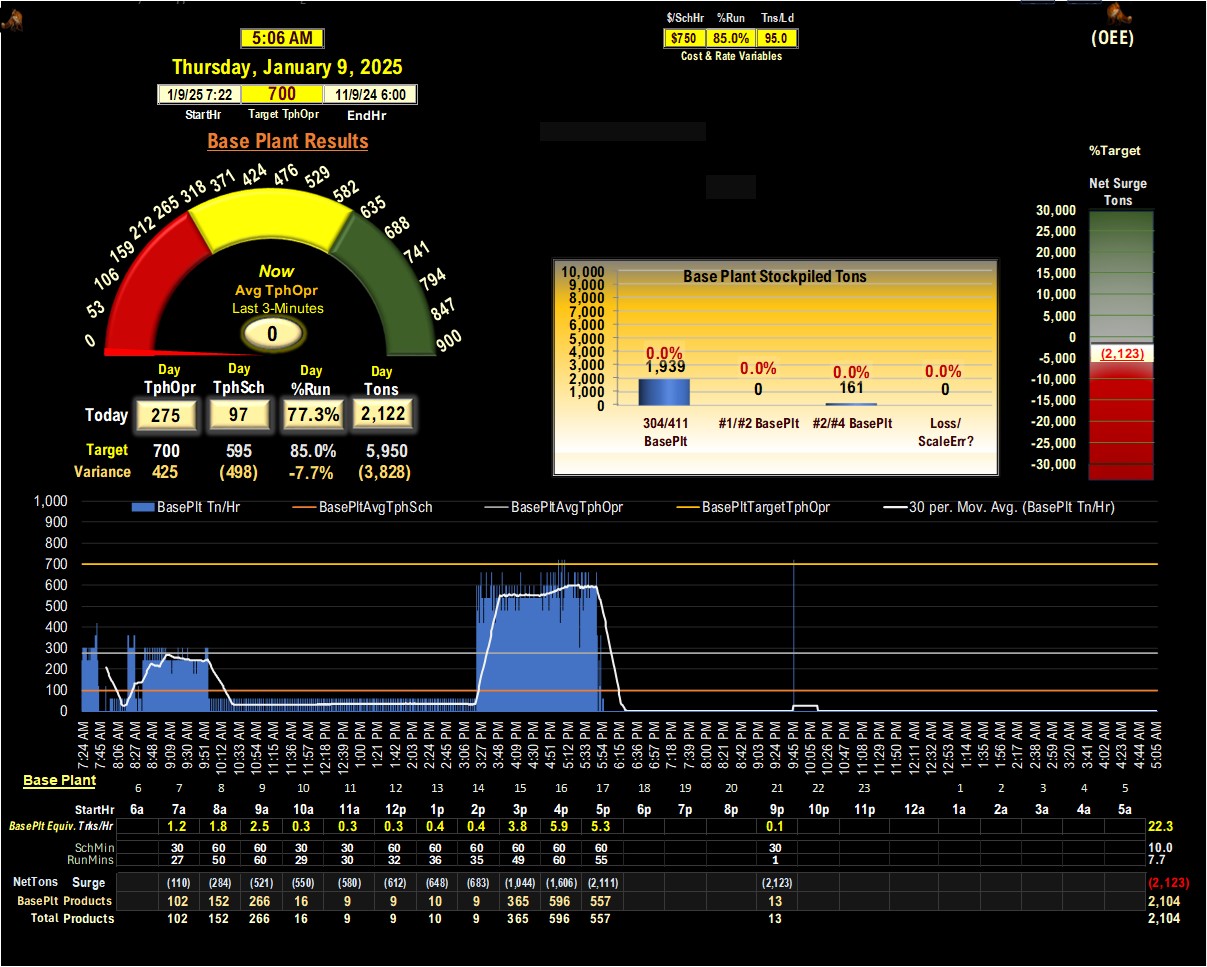 $/SchHr %Run Tns/Ld
$750 85.0% 95.0
Cost & Rate Variables
(OEE)
5:06 AM
Thursday, January 9, 2025
1/9/25 7:22 700 11/9/24 6:00
StartHr Target TphOpr EndHr
Base Plant Results
0 53 106 159 212 265 318 371 424 476 529 582 635 688 741 794 847 900
Now
Avg TphOpr
Last 3-Minutes
0
Day Day Day Day
TphOpr TphSch %Run Tons
Today 275 97 77.3% 2,122
Target 700 595 85.0% 5,950
Variance 425 (498) -7.7% (3,828)
Base Plant Stockpiled Tons
10,000
9,000
8,000
7,000
6,000
5,000
4,000
3,000
2,000
1,000
0
0.0% 0.0% 0.0% 0.0%
1,939 0 161 0
304/411 #1/#2 BasePlt #2/#4 BasePlt Loss/
BasePlt ScaleErr?
%Target
Net Surge
Tons
30,000
25,000
20,000
15,000
10,000
5,000
0
-5,000
-10,000
-15,000
-20,000
-25,000
-30,000
(2,123)
BasePlt Tn/Hr BasePltAvgTphSch BasePltAvgTphOpr BasePltTargetTphOpr 30 per. Mov. Avg. (BasePlt Tn/Hr)
1,000
900
800
700
600
500
400
300
200
100
0
7:24 AM 7:45 AM 8:06 AM 8:27 AM 8:48 AM 9:09 AM 9:30 AM 9:51 AM 10:12 AM 10:33 AM 10:54 AM 11:15 AM 11:36 AM 11:57 AM 12:18 PM 12:39 PM 1:00 PM 1:21 PM 1:42 PM 2:03 PM 2:24 PM 2:45 PM 3:06 PM 3:27 PM 3:48 PM 4:09 PM 4:30 PM 4:51 PM 5:12 PM 5:33 PM 5:54 PM 6:15 PM 6:36 PM 6:57 PM 7:18 PM 7:39 PM 8:00 PM 8:21 PM 8:42 PM 9:03 PM 9:24 PM 9:45 PM 10:05 PM 10:26 PM 10:47 PM 11:08 PM 11:29 PM 11:50 PM 12:11 AM 12:32 AM 12:53 AM 1:14 AM 1:35 AM 2:17 AM 2:38 AM 2:59 AM 3:20 AM 3:41 AM 4:02 AM 4:23 AM 4:44 AM 5:05 AM
Base Plant
6 7 8 9 10 11 12 13 14 15 16 17 18 19 20 21 22 23 1 2 3 4 5
StartHr 6a 7a 8a 9a 10a 11a 12p 1p 2p 3p 4p 5p 6p 7p 8p 9p 10p 11p 12a 1a 2a 3a 4a 5a
BasePlt Equiv. Trks/Hr 1.2 1.8 2.5 0.3 0.3 0.3 0.4 0.4 3.8 5.9 5.3 0.1 22.3
SchMin 30 60 60 30 30 60 60 60 60 60 60 30 10.0
RunMins 27 50 60 29 30 32 36 35 49 60 55 1 7.7
NetTons Surge (110) (284) (521) (550) (580) (612) (648) (683) (1,044) (1,606) (2,111) (2,123) (2,123)
BasePlt Products 102 152 266 16 9 9 10 9 365 596 557 13 2,104
Total Products 102 152 266 16 9 9 10 9 365 596 557 13 2,104